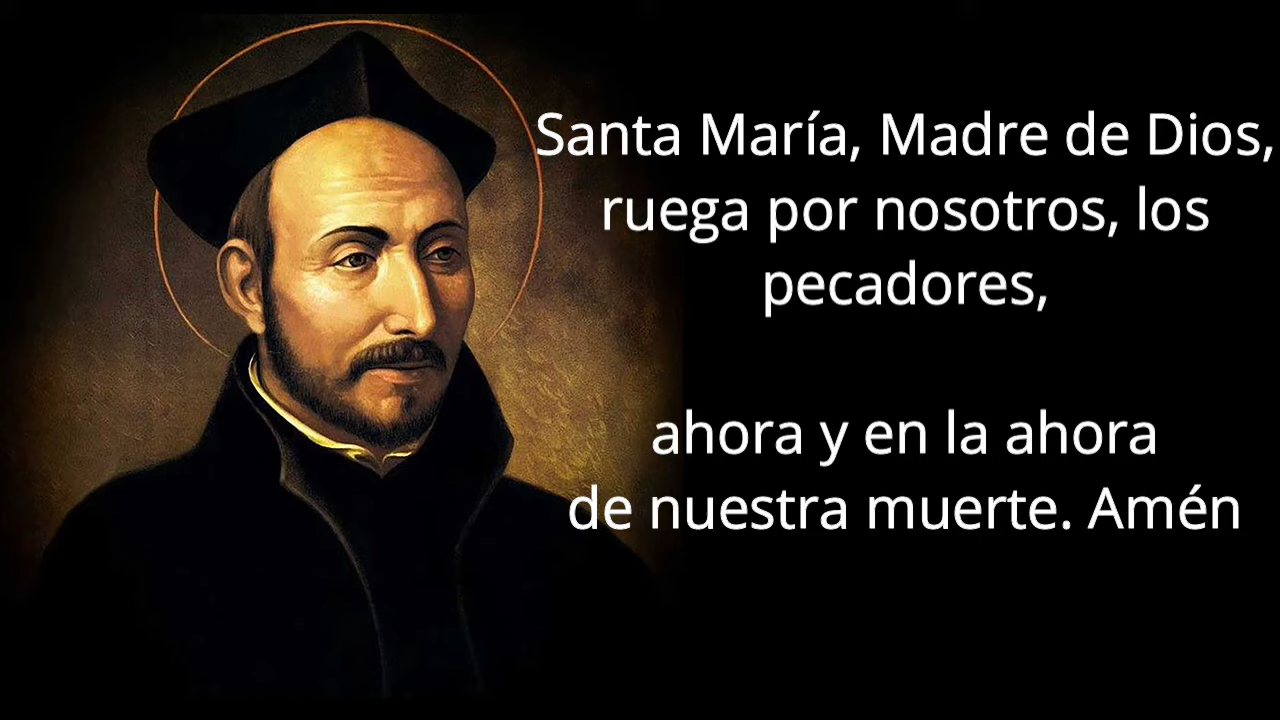 Santa María, Madre de Dios,
ruega por nosotros, los
pecadores,
ahora y en la ahora
de nuestra muerte. Amén